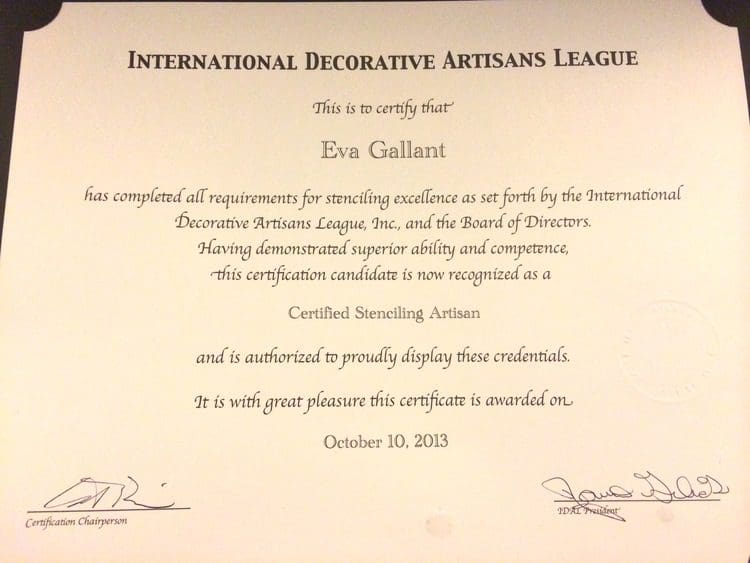 INTERNATIONAL DECORATIVE ARTISANS LEAGUE
This is to certify that
Eva Gallant
has completed all requirements for stenciling excellence as set forth by the International
Decorative Artisans League, Inc., and the Board of Directors.
Having demonstrated superior ability and competence,
this certification candidate is now recognized as a
Certified Stenciling Artisan
and is authorized to proudly display these credentials.
It is with great pleasure this certificate is awarded on
October 10, 2013
Certification Chairperson
IDAL President